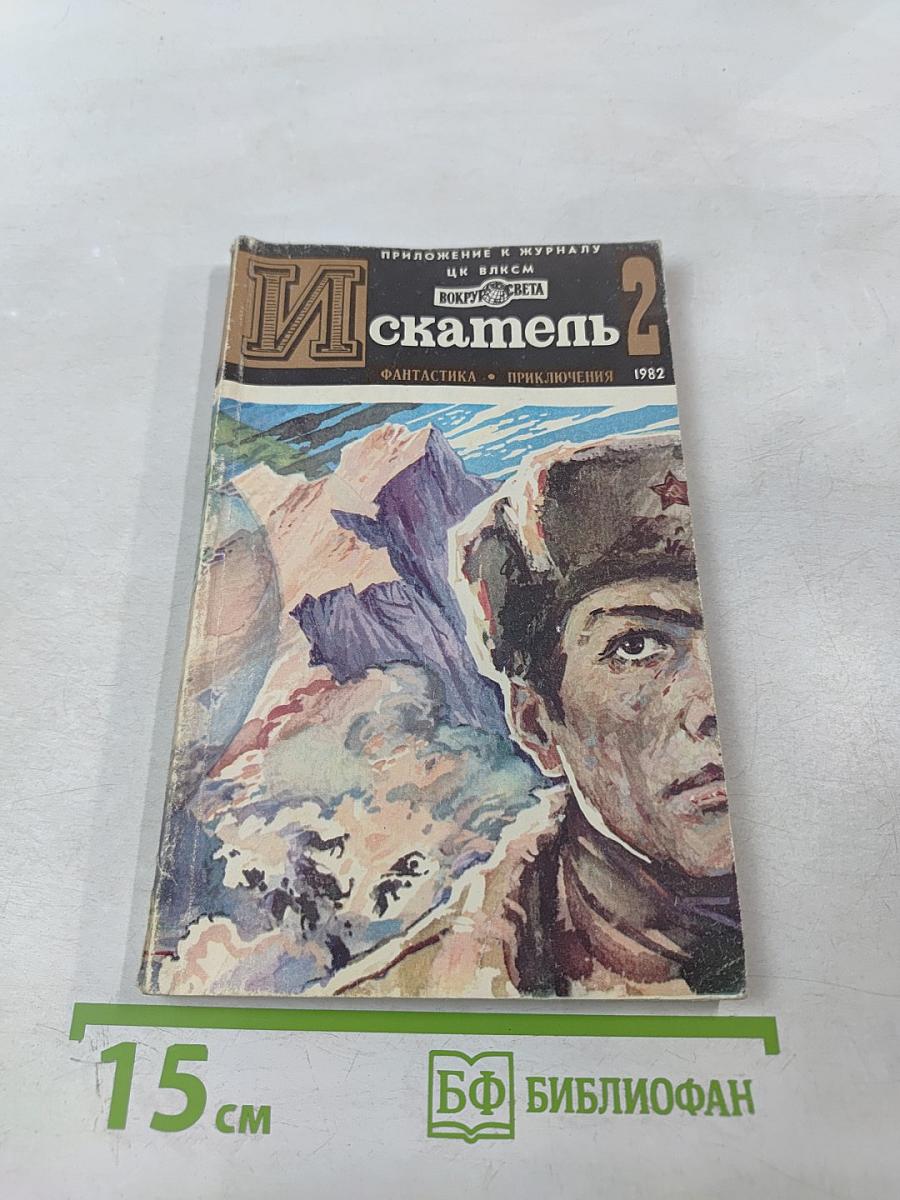 ПРИЛОЖЕНИЕ К ЖУРНАЛУ
ЦК ВЛКСМ
ВОКРУГ СВЕТА
Искатель 2
ФАНТАСТИКА • ПРИКЛЮЧЕНИЯ 1982
15 см
БФ БИБЛИОФАН